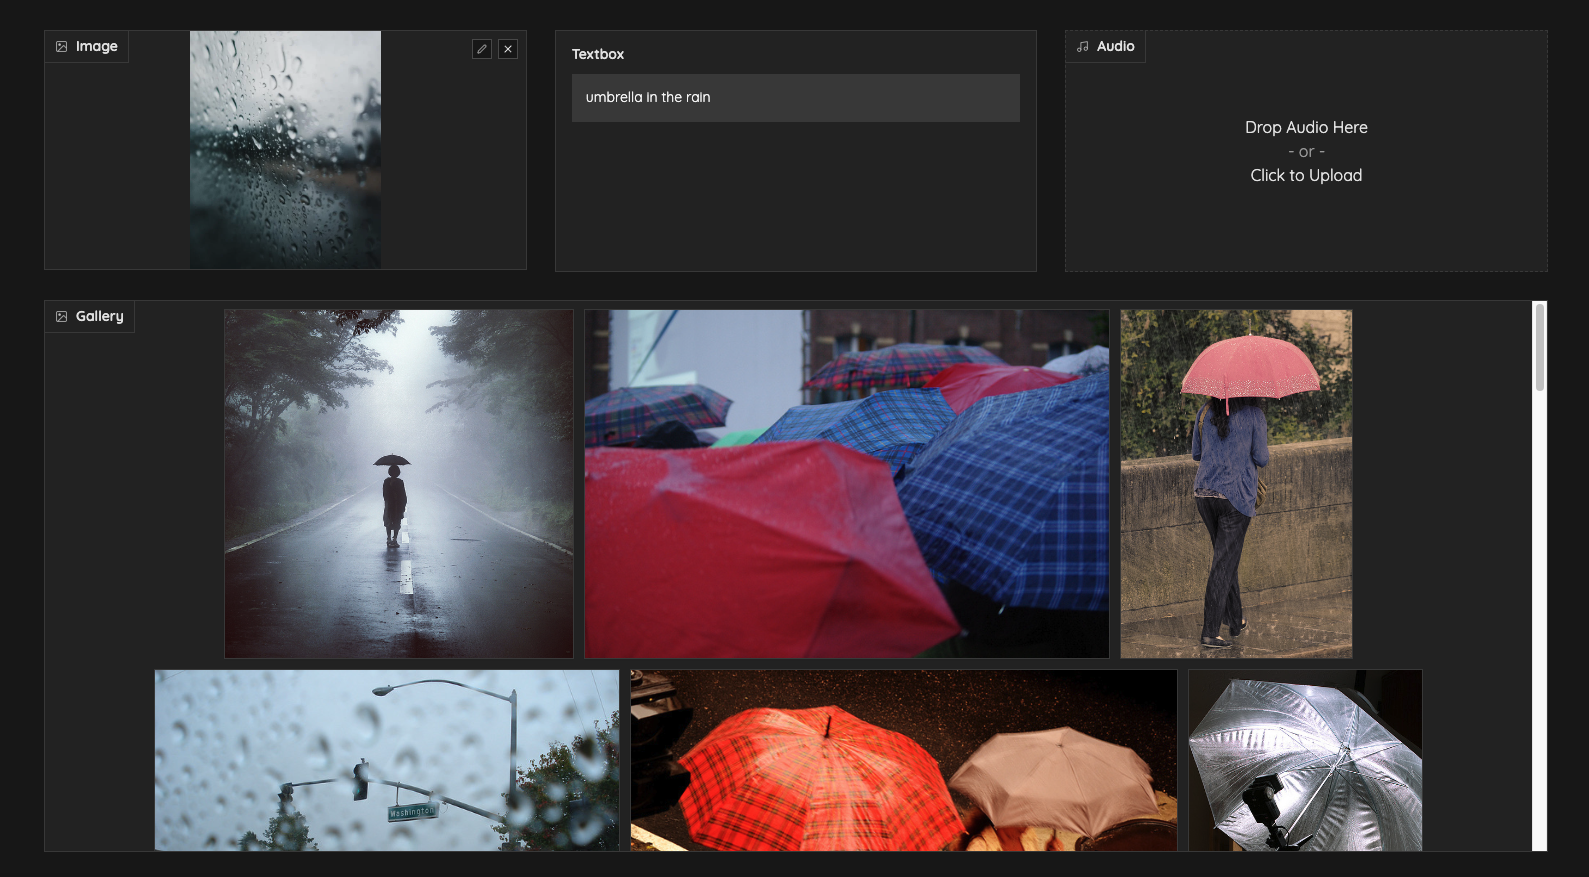 Image
Textbox
umbrella in the rain
Audio
Drop Audio Here
- or -
Click to Upload
Gallery
Washington